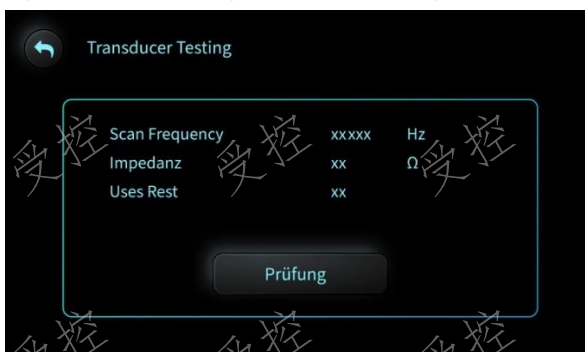 Transducer Testing
Scan Frequency xxxxx Hz
Impedanz xx Ω
Uses Rest xx
Prüfung
受控
受控
受控
受控
受控
受控